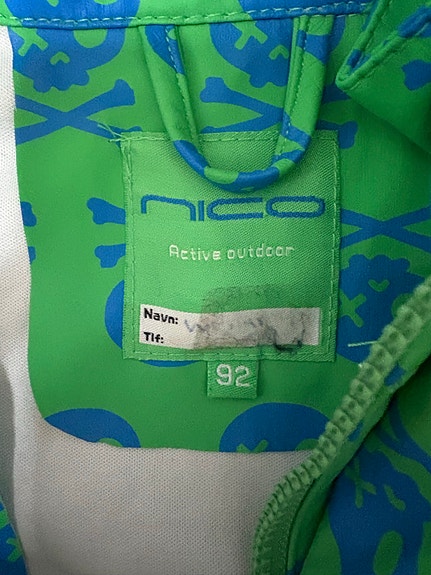 NICO
Active outdoor
Navn:
Tlf:
92